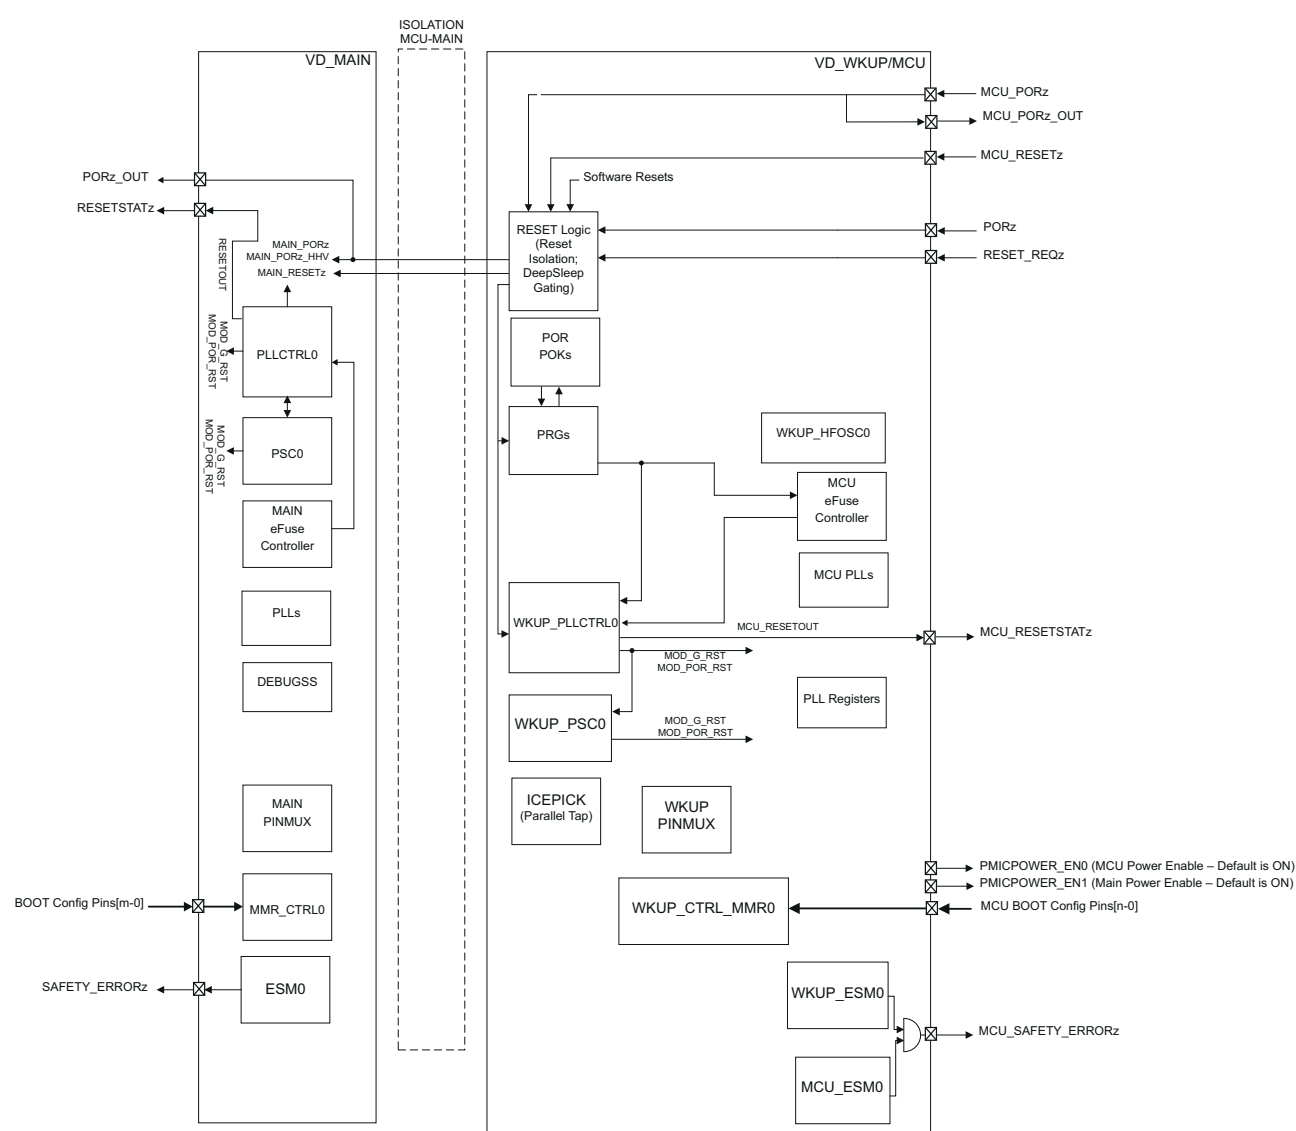 ISOLATION
MCU-MAIN
VD_MAIN
VD_WKUP/MCU
MCU_PORz
MCU_PORz_OUT
MCU_RESETz
PORz_OUT
Software Resets
RESETSTATz
RESETOUT
MAIN_PORz
MAIN_PORz_HHV
MAIN_RESETz
RESET Logic
(Reset
Isolation;
DeepSleep
Gating)
PORz
RESET_REQz
MOD_G_RST
MOD_POR_RST
PLLCTRL0
POR
POKs
PRGs
WKUP_HFOSC0
MOD_G_RST
MOD_POR_RST
PSC0
MCU
eFuse
Controller
MAIN
eFuse
Controller
MCU PLLs
PLLs
WKUP_PLLCTRL0
MCU_RESETOUT
MCU_RESETSTATz
MOD_G_RST
MOD_POR_RST
DEBUGSS
PLL Registers
WKUP_PSC0
MOD_G_RST
MOD_POR_RST
MAIN
PINMUX
ICEPICK
(Parallel Tap)
WKUP
PINMUX
PMICPOWER_EN0 (MCU Power Enable – Default is ON)
PMICPOWER_EN1 (Main Power Enable – Default is ON)
BOOT Config Pins[m-0]
MMR_CTRL0
WKUP_CTRL_MMR0
MCU BOOT Config Pins[n-0]
SAFETY_ERRORz
ESM0
WKUP_ESM0
MCU_SAFETY_ERRORz
MCU_ESM0